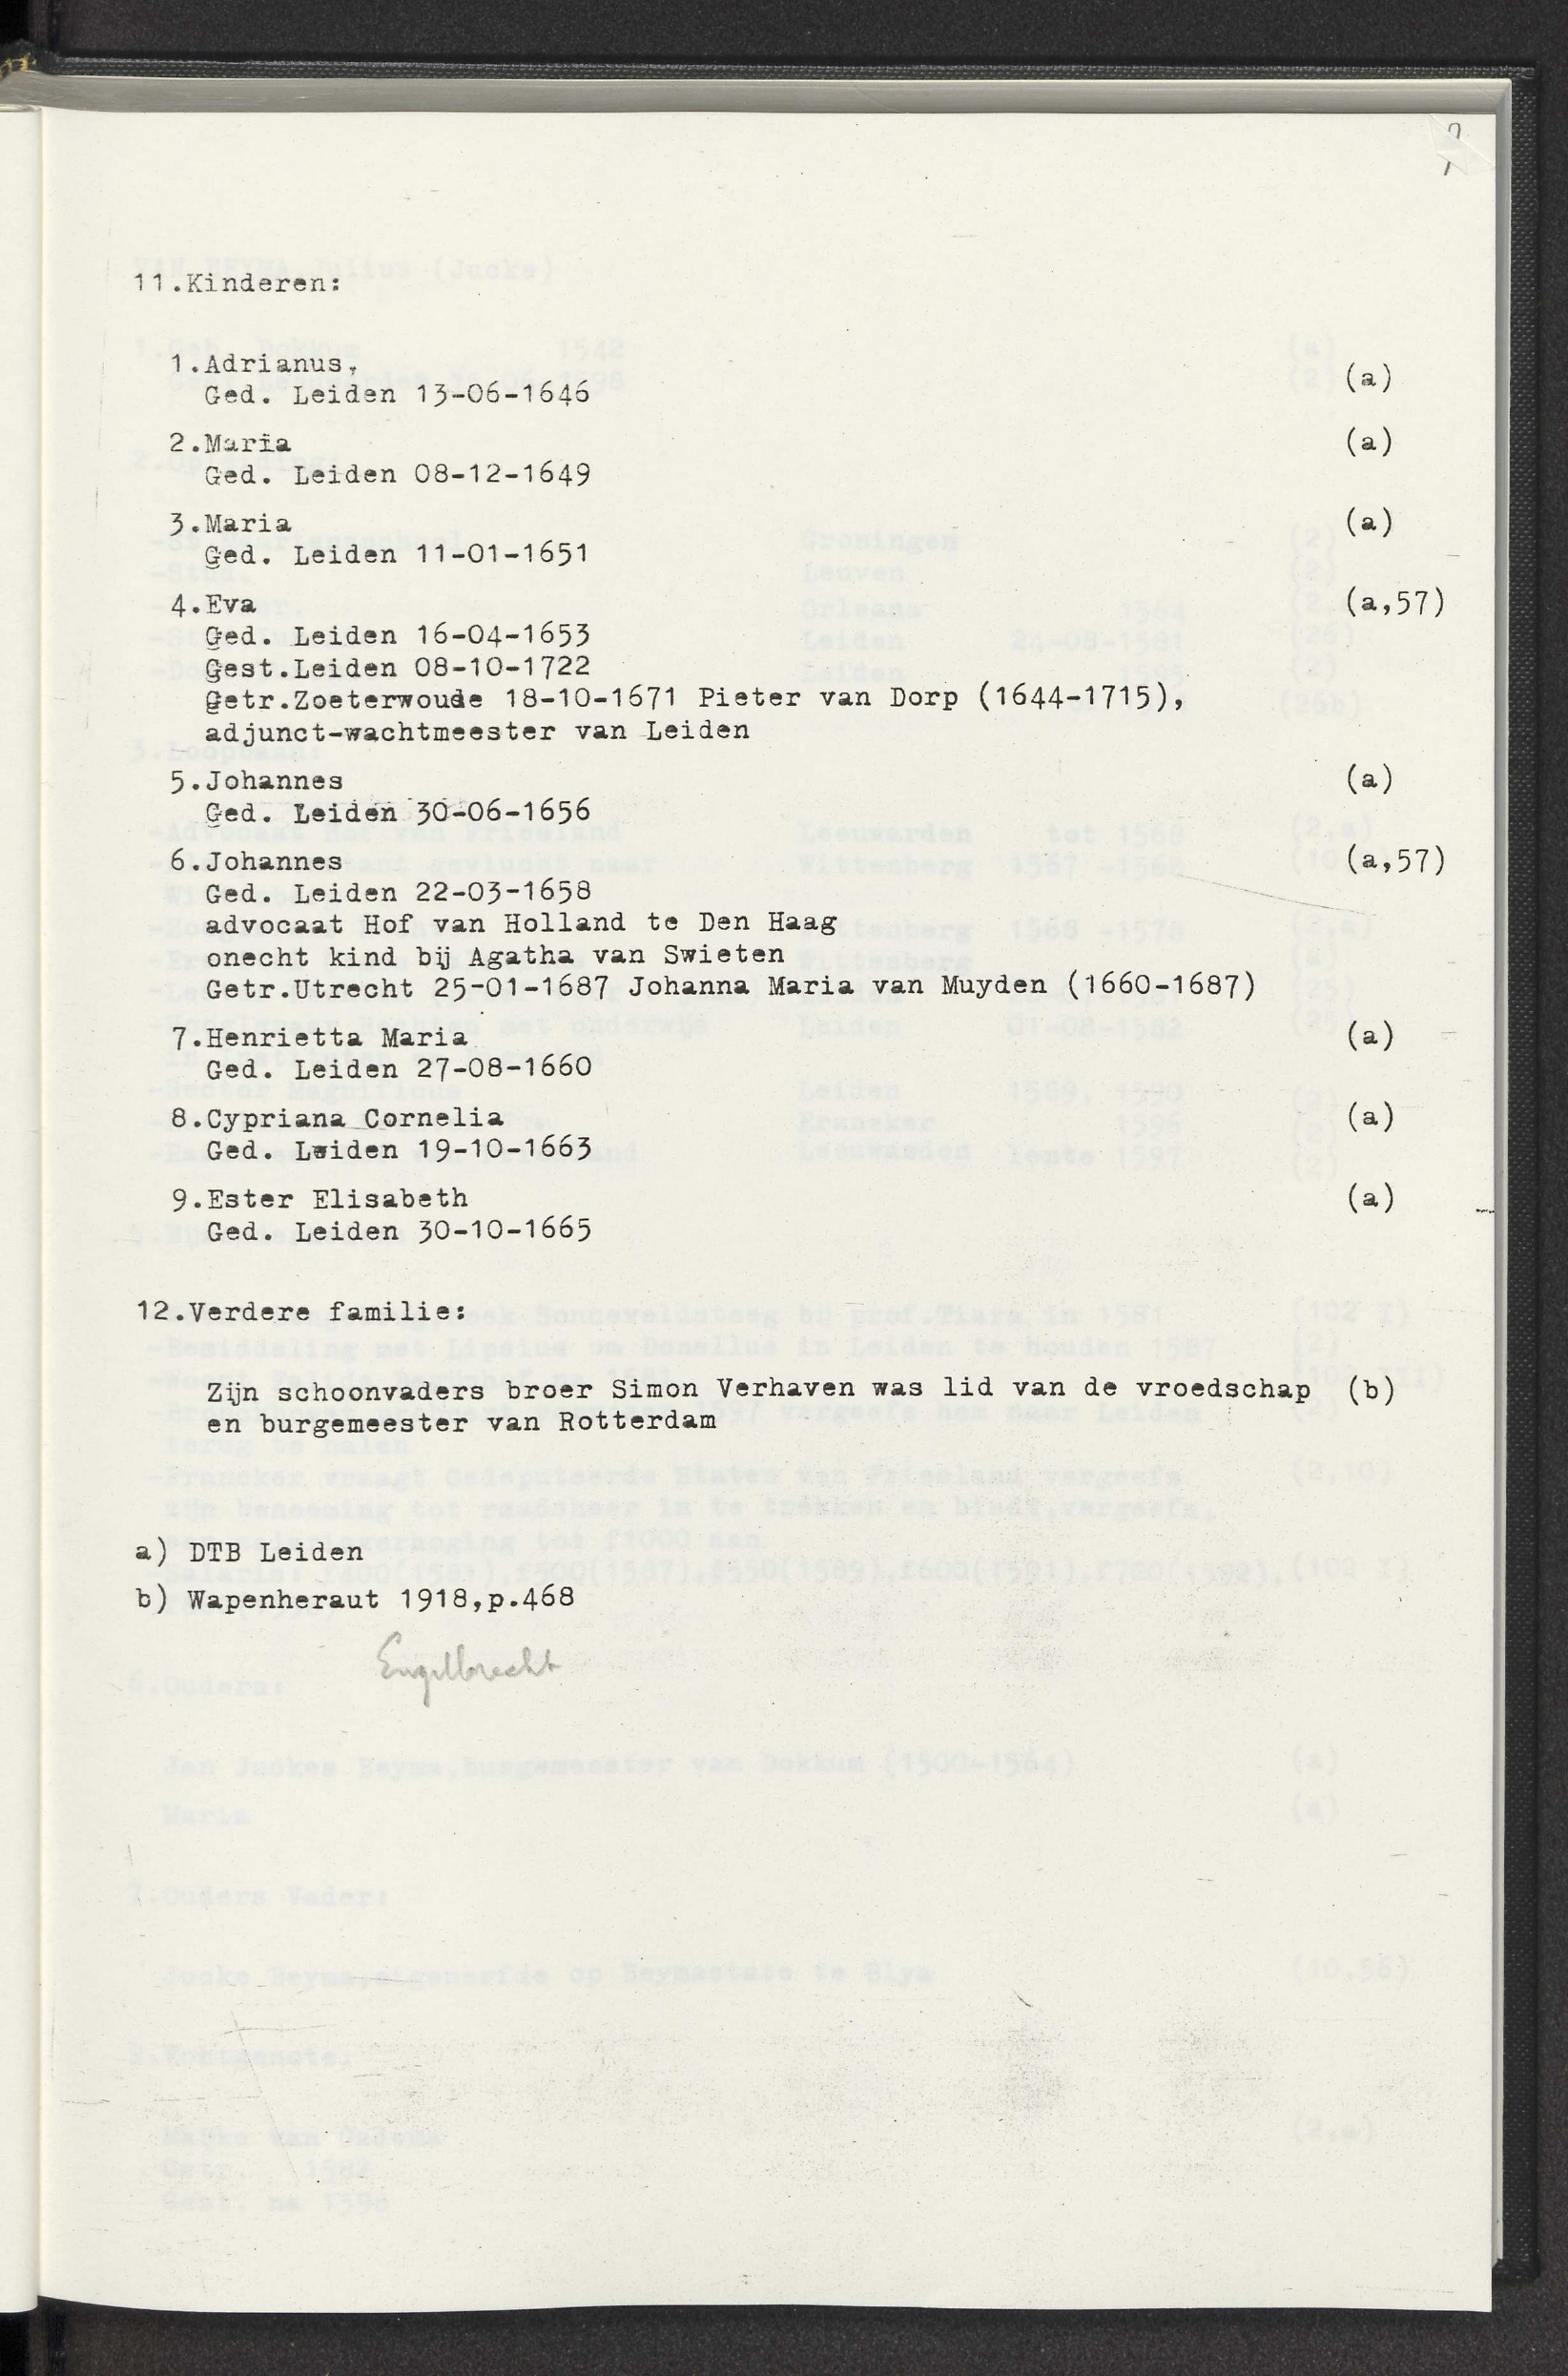 11.Kinderen:
1.Adrianus,
Ged. Leiden 13-06-1646 (a)
2.Maria (a)
Ged. Leiden 08-12-1649
3.Maria (a)
Ged. Leiden 11-01-1651
4.Eva (a,57)
Ged. Leiden 16-04-1653
Gest.Leiden 08-10-1722
Getr.Zoeterwoude 18-10-1671 Pieter van Dorp (1644-1715),
adjunct-wachtmeester van Leiden
5.Johannes (a)
Ged. Leiden 30-06-1656
6.Johannes (a,57)
Ged. Leiden 22-03-1658
advocaat Hof van Holland te Den Haag
onecht kind bij Agatha van Swieten
Getr.Utrecht 25-01-1687 Johanna Maria van Muyden (1660-1687)
7.Henrietta Maria (a)
Ged. Leiden 27-08-1660
8.Cypriana Cornelia (a)
Ged. Leiden 19-10-1663
9.Ester Elisabeth (a)
Ged. Leiden 30-10-1665
12.Verdere familie:
Zijn schoonvaders broer Simon Verhaven was lid van de vroedschap (b)
en burgemeester van Rotterdam
a) DTB Leiden
b) Wapenheraut 1918,p.468
Engelbrecht